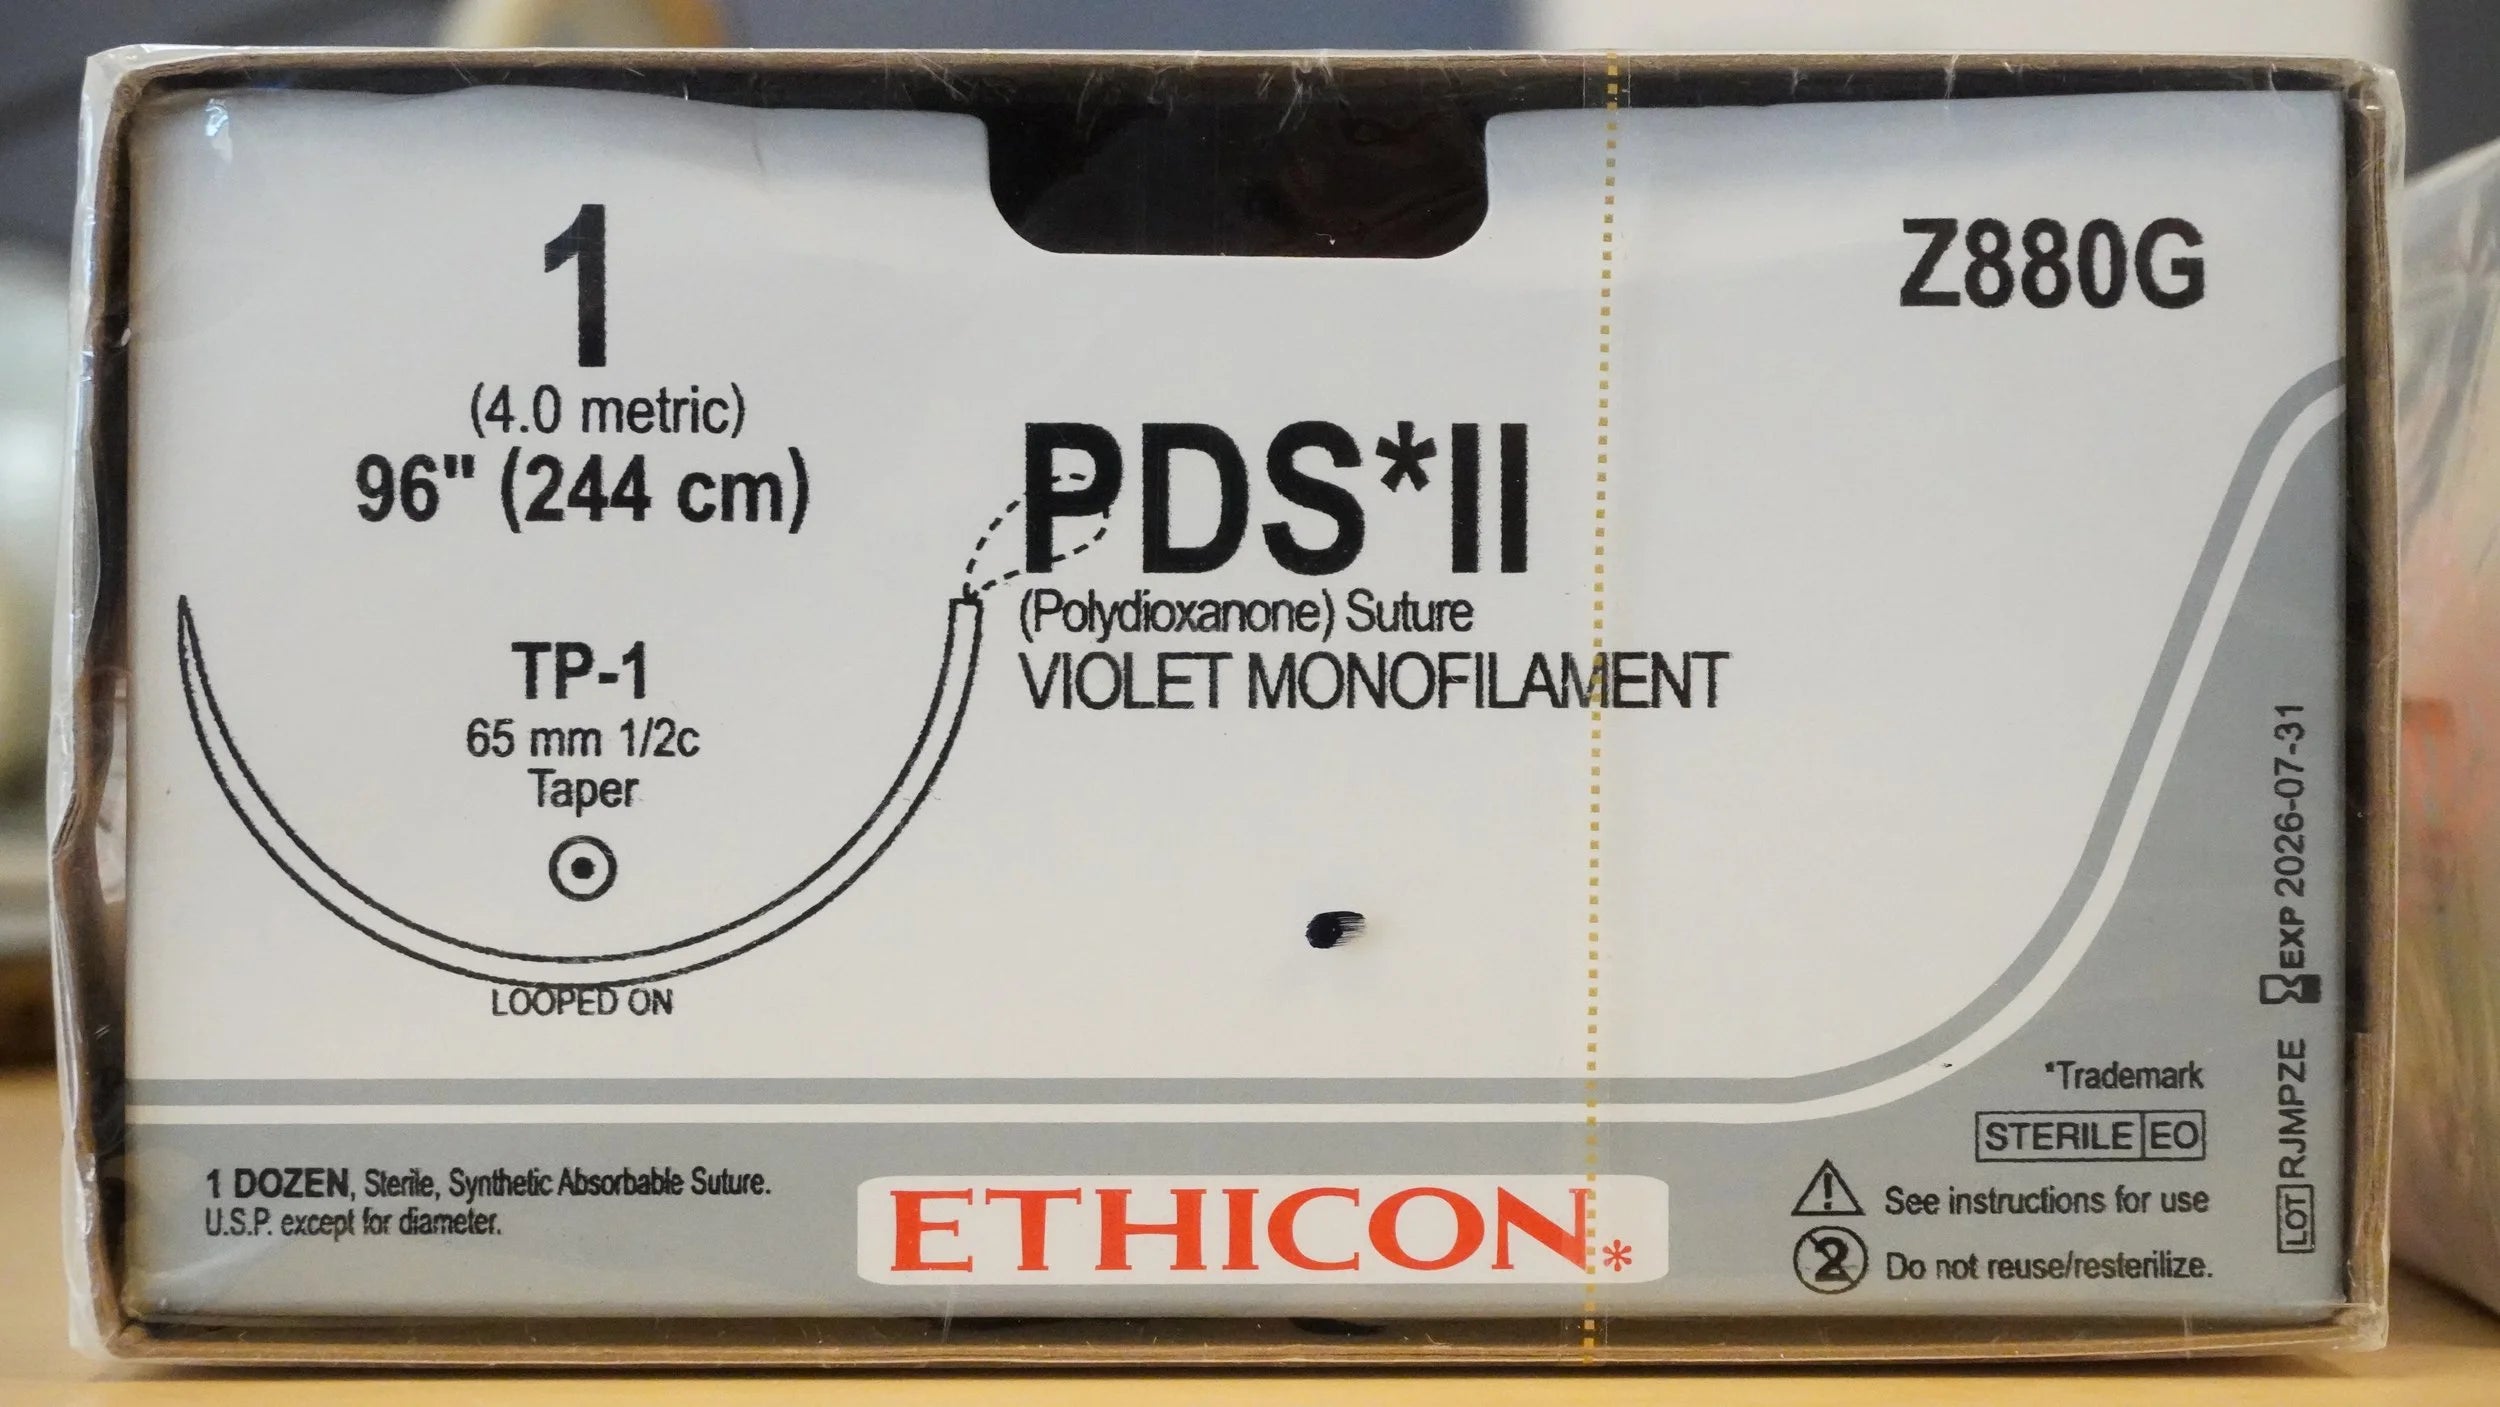 1
(4.0 metric)
96" (244 cm)
TP-1
65 mm 1/2c
Taper
LOOPED ON
Z880G
PDS*II
(Polydioxanone) Suture
VIOLET MONOFILAMENT
EXP 2026-07-31
LOT RJMPZE
*Trademark
STERILE EO
1 DOZEN, Sterile, Synthetic Absorbable Suture.
U.S.P. except for diameter.
ETHICON*
See instructions for use
2 Do not reuse/resterilize.